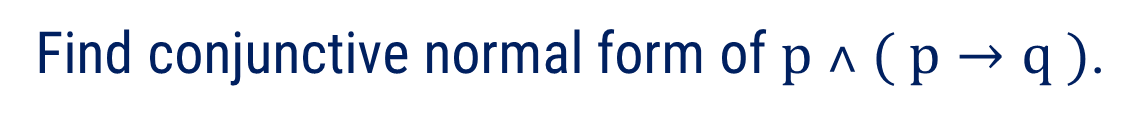 Find conjunctive normal form of p ∧ ( p → q ).